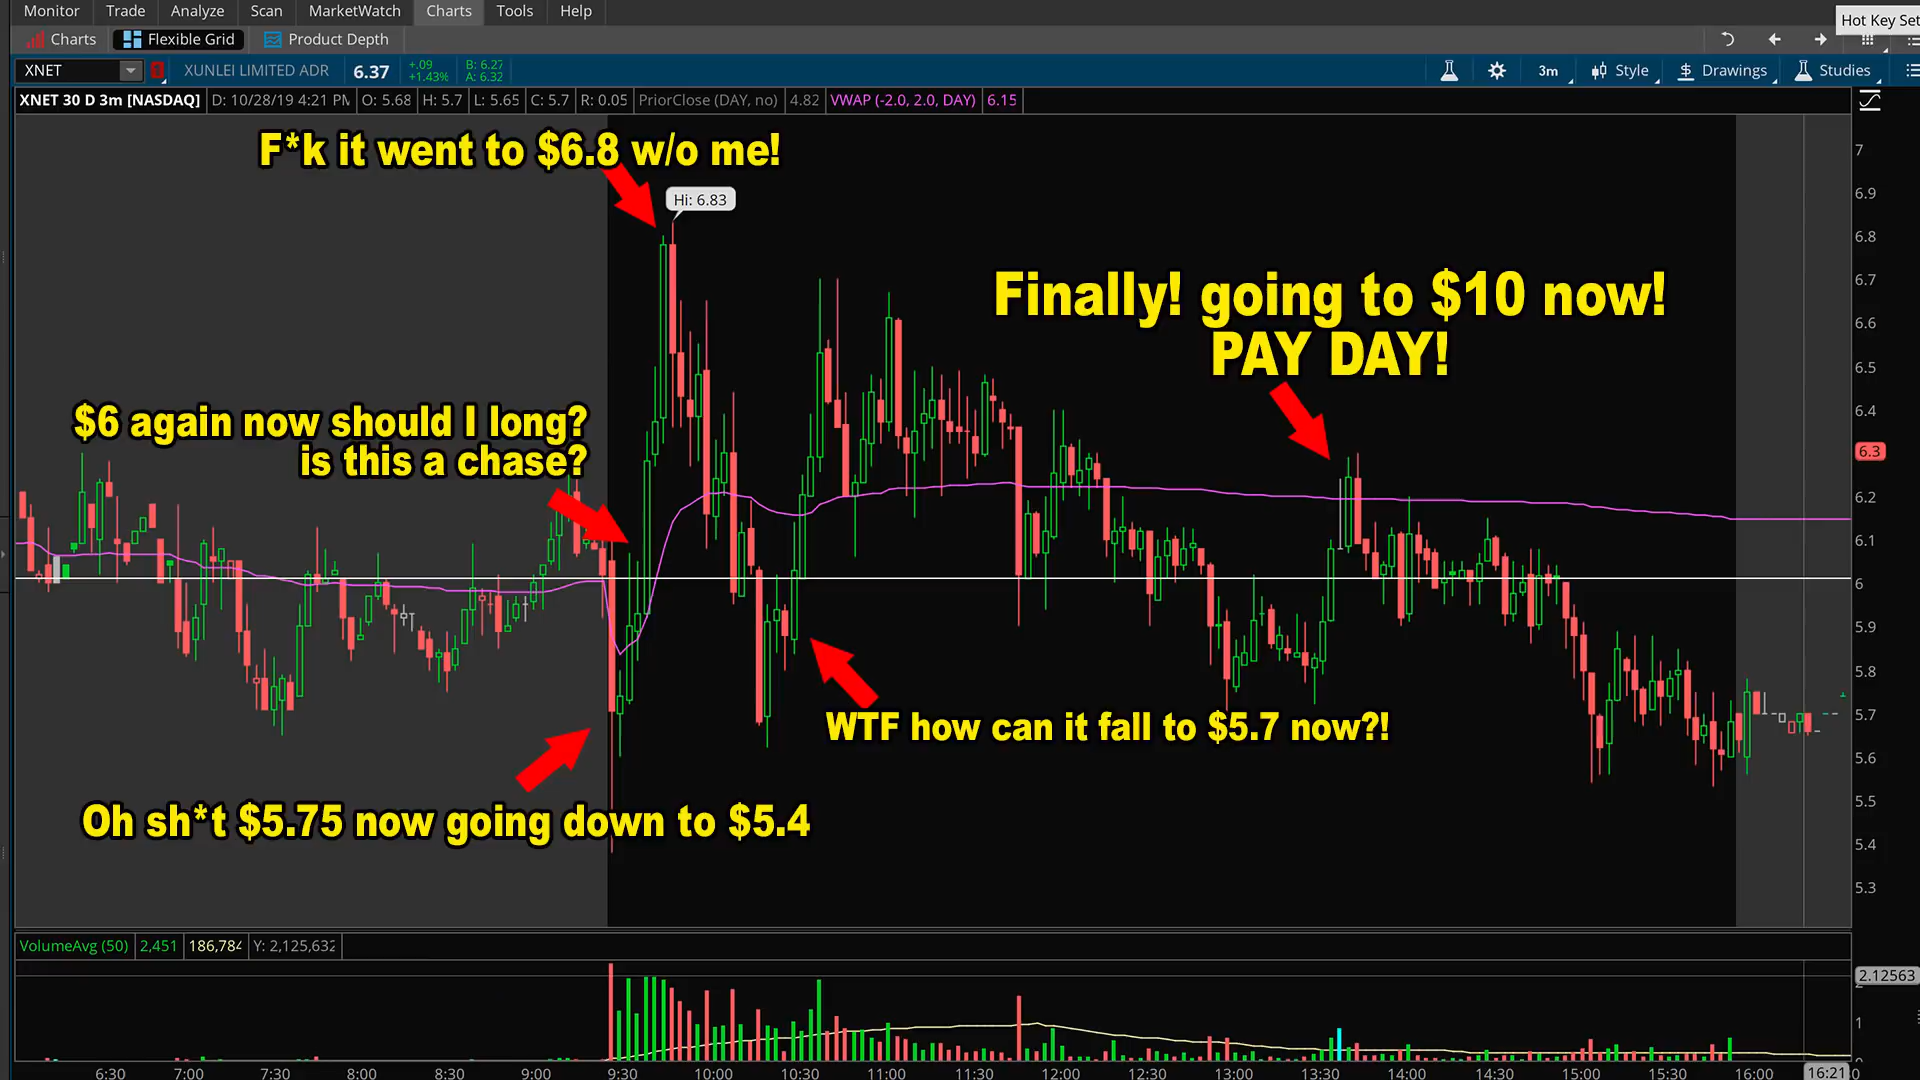 Monitor Trade Analyze Scan MarketWatch Charts Tools Help
Hot Key Set
Charts Flexible Grid Product Depth
XNET XUNLEI LIMITED ADR 6.37 +.09 +1.43% B: 6.27 A: 6.32 3m Style Drawings Studies
XNET 30 D 3m [NASDAQ] D: 10/28/19 4:21 PM O: 5.68 H: 5.7 L: 5.65 C: 5.7 R: 0.05 PriorClose (DAY, no) 4.82 VWAP (-2.0, 2.0, DAY) 6.15
F*k it went to $6.8 w/o me!
Hi: 6.83
Finally! going to $10 now!
PAY DAY!
$6 again now should I long?
is this a chase?
WTF how can it fall to $5.7 now?!
Oh sh*t $5.75 now going down to $5.4
7
6.9
6.8
6.7
6.6
6.5
6.4
6.3
6.2
6.1
6
5.9
5.8
5.7
5.6
5.5
5.4
5.3
VolumeAvg (50) 2,451 186,784 Y: 2,125,632
2.12563
1
6:30 7:00 7:30 8:00 8:30 9:00 9:30 10:00 10:30 11:00 11:30 12:00 12:30 13:00 13:30 14:00 14:30 15:00 15:30 16:00 16:21